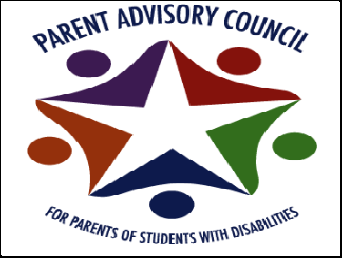 PARENT ADVISORY COUNCIL
FOR PARENTS OF STUDENTS WITH DISABILITIES